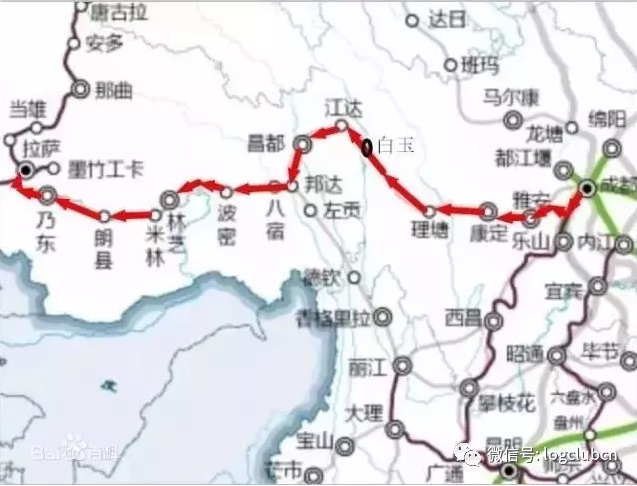 唐古拉
安多
那曲
当雄
拉萨
墨竹工卡
乃东
朗县
米林
林芝
波密
八宿
邦达
昌都
江达
白玉
左贡
理塘
康定
雅安
成都
乐山
达日
班玛
马尔康
龙塘
绵阳
都江堰
内江
宜宾
德钦
香格里拉
丽江
大理
西昌
昭通
毕节
攀枝花
六盘水
盘州
宝山
芒市
广通
昆明
Baidu百科
微信号: logclubcn